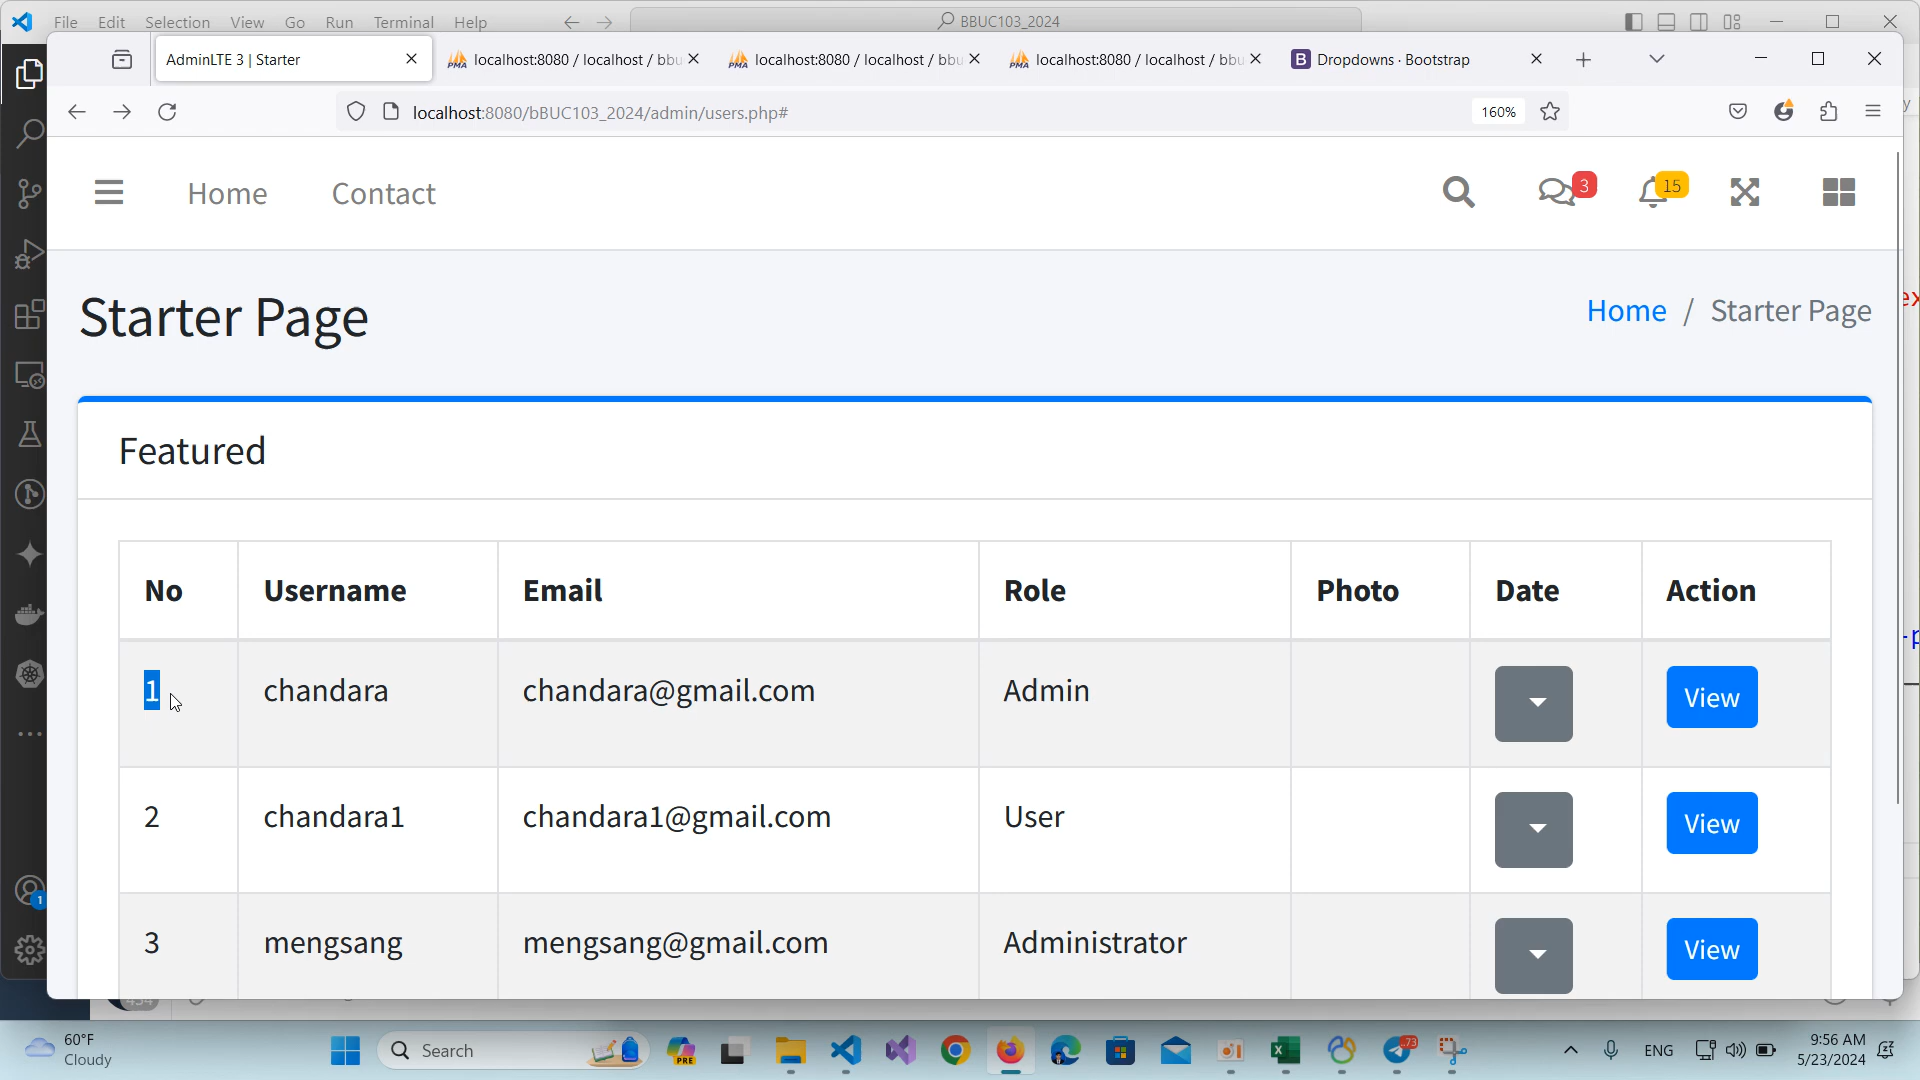 File Edit Selection View Go Run Terminal Help BBUC103_2024
AdminLTE 3 | Starter
localhost:8080 / localhost / bbu
localhost:8080 / localhost / bbu
localhost:8080 / localhost / bbu
B Dropdowns · Bootstrap
localhost:8080/bBUC103_2024/admin/users.php#
160%
Home Contact 3 15
Starter Page
Home / Starter Page
Featured
No Username Email Role Photo Date Action
1 chandara chandara@gmail.com Admin View
2 chandara1 chandara1@gmail.com User View
3 mengsang mengsang@gmail.com Administrator View
1
60°F
Cloudy
Search
PRE
73
ENG
9:56 AM
5/23/2024